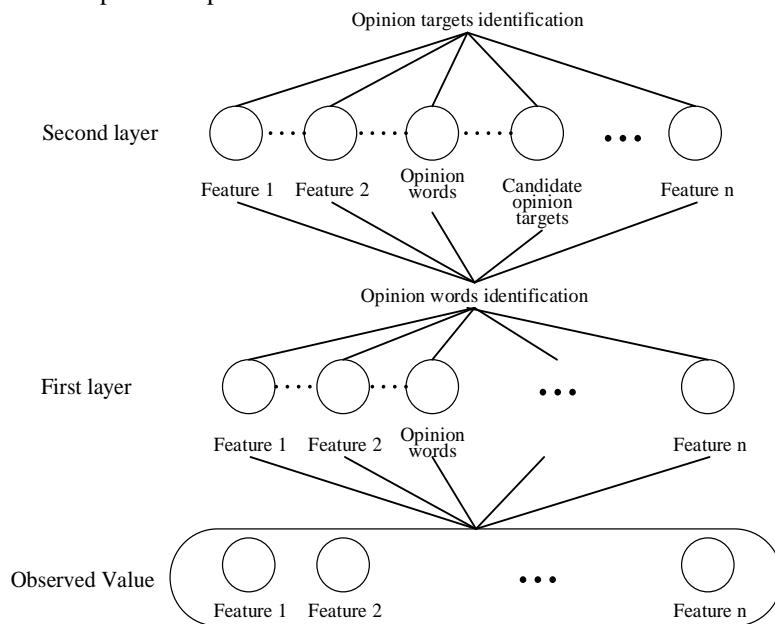 Opinion targets identification
Second layer
Feature 1
Feature 2
Opinion
words
Candidate
opinion
targets
Feature n
Opinion words identification
First layer
Feature 1
Feature 2
Opinion
words
Feature n
Observed Value
Feature 1
Feature 2
Feature n